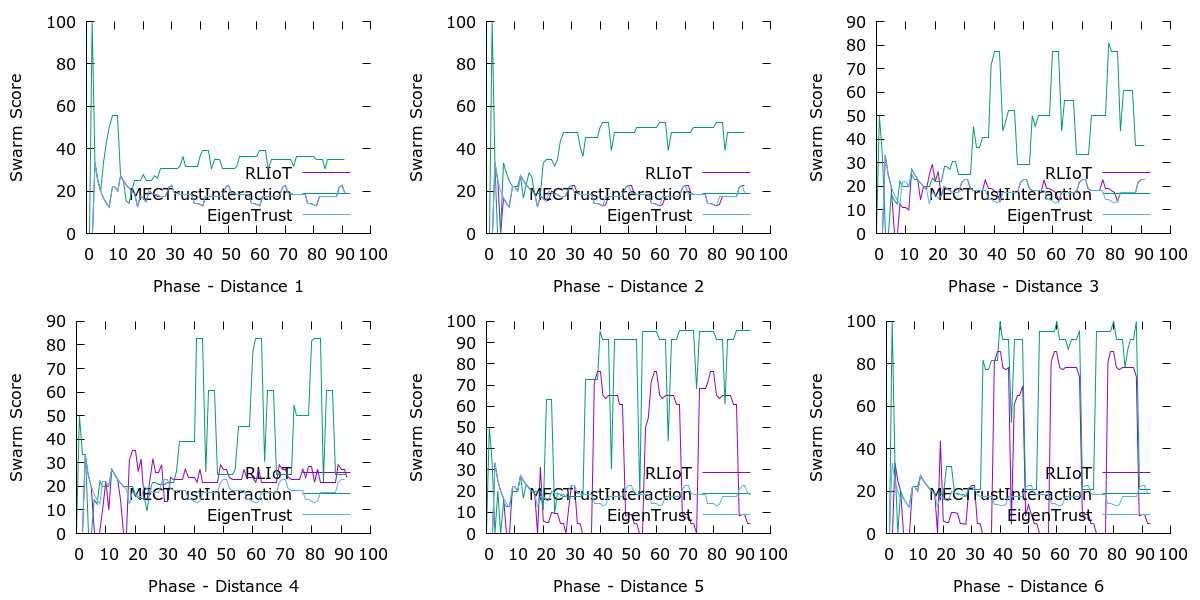 100
80
60
40
20
0
Swarm Score
RLIoT
MECTrustInteraction
EigenTrust
0 10 20 30 40 50 60 70 80 90 100
Phase - Distance 1
100
80
60
40
20
0
Swarm Score
RLIoT
MECTrustInteraction
EigenTrust
0 10 20 30 40 50 60 70 80 90 100
Phase - Distance 2
90
80
70
60
50
40
30
20
10
0
Swarm Score
RLIoT
MECTrustInteraction
EigenTrust
0 10 20 30 40 50 60 70 80 90 100
Phase - Distance 3
90
80
70
60
50
40
30
20
10
0
Swarm Score
RLIoT
MECTrustInteraction
EigenTrust
0 10 20 30 40 50 60 70 80 90 100
Phase - Distance 4
100
90
80
70
60
50
40
30
20
10
0
Swarm Score
RLIoT
MECTrustInteraction
EigenTrust
0 10 20 30 40 50 60 70 80 90 100
Phase - Distance 5
100
80
60
40
20
0
Swarm Score
RLIoT
MECTrustInteraction
EigenTrust
0 10 20 30 40 50 60 70 80 90 100
Phase - Distance 6